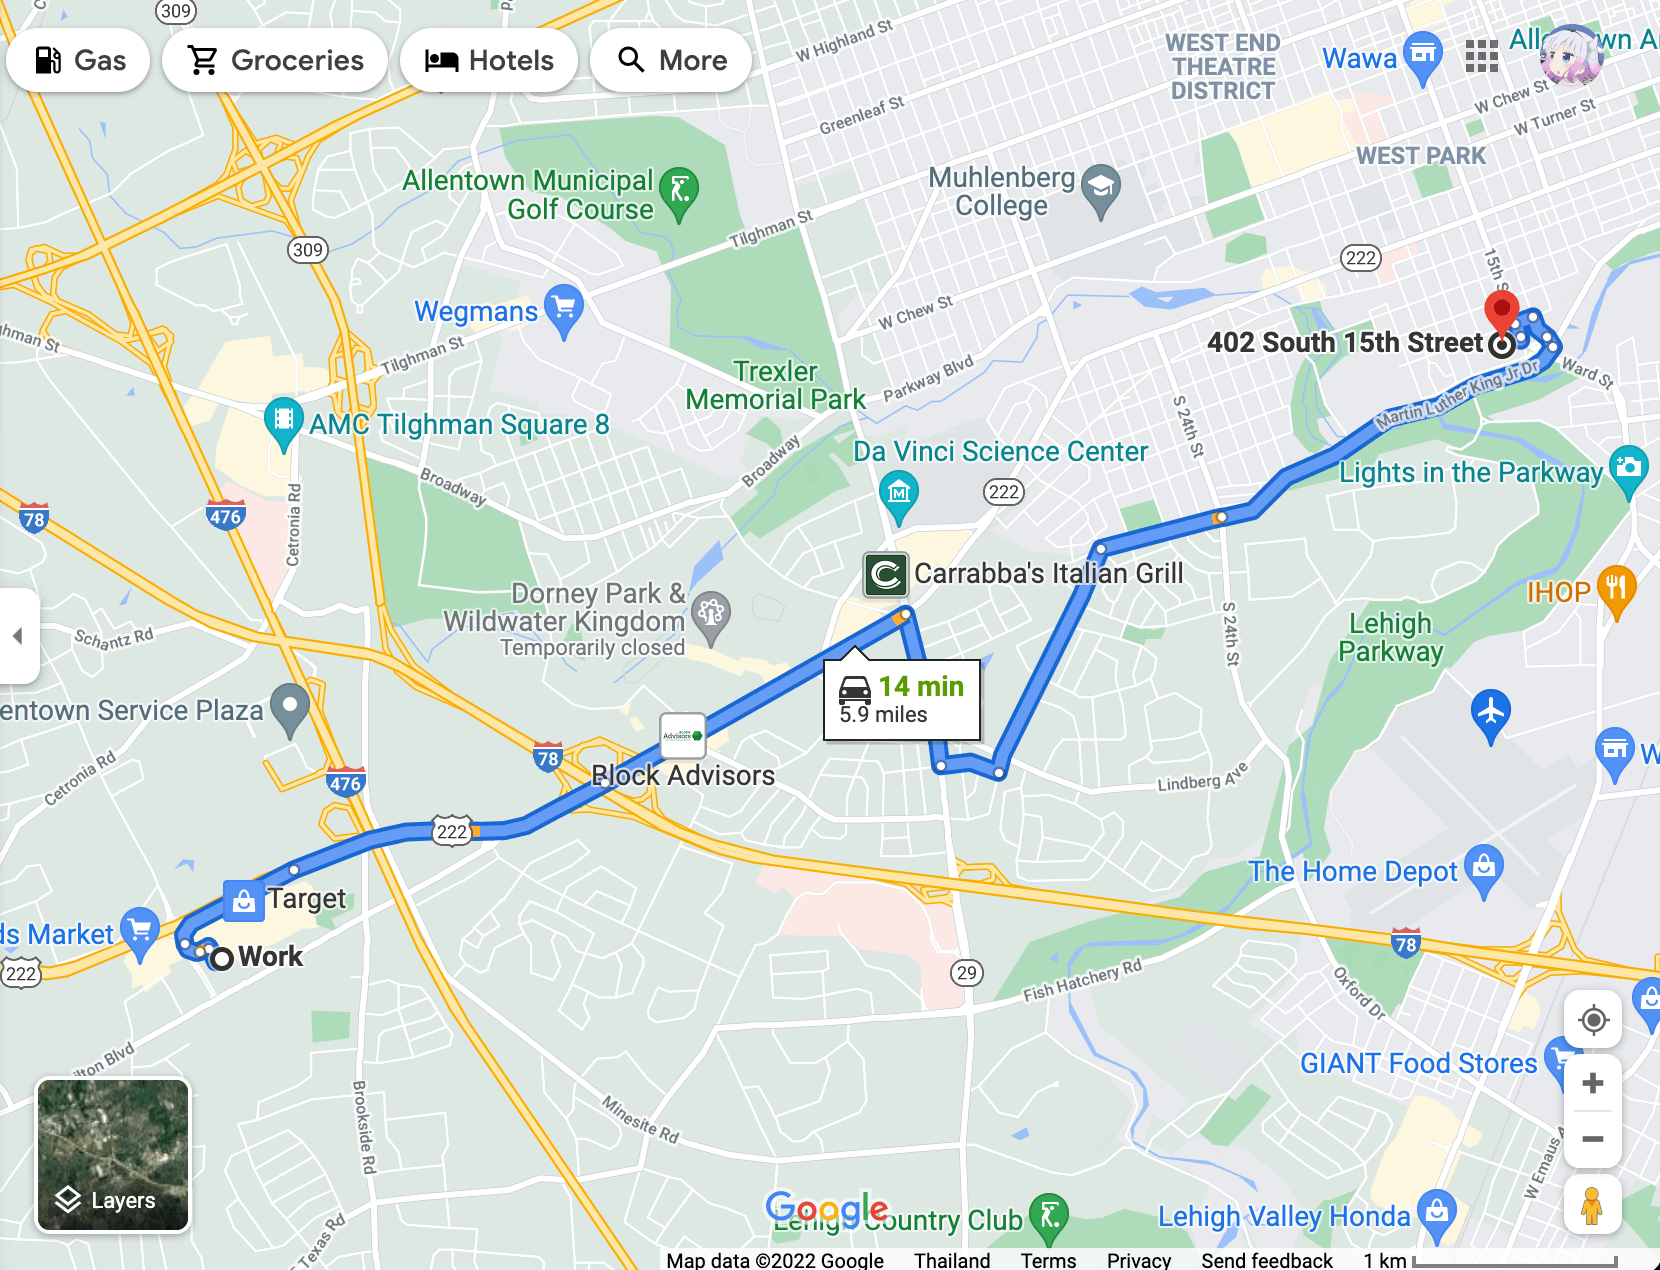 309
Gas
Groceries
Hotels
More
W Highland St
WEST END
THEATRE
DISTRICT
Wawa
W Chew St
W Turner St
Greenleaf St
WEST PARK
Allentown Municipal
Golf Course
Muhlenberg
College
Tilghman St
309
222
15th S
Wegmans
W Chew St
402 South 15th Street
Tilghman St
Trexler
Memorial Park
Parkway Blvd
Martin Luther King Jr Dr
Ward St
AMC Tilghman Square 8
S 24th St
Da Vinci Science Center
Broadway
Broadway
Lights in the Parkway
222
78
476
Cetronia Rd
Carrabba's Italian Grill
IHOP
Dorney Park &
Wildwater Kingdom
Temporarily closed
Schantz Rd
S 24th St
Lehigh
Parkway
14 min
5.9 miles
entown Service Plaza
78
Block Advisors
476
Cetronia Rd
Lindberg Ave
W
222
The Home Depot
Target
ds Market
Work
78
222
29
Fish Hatchery Rd
Oxford Dr
ilton Blvd
GIANT Food Stores
Brookside Rd
Minesite Rd
W Emaus A
Layers
Texas Rd
Google
Lehigh Country Club
Lehigh Valley Honda
Map data ©2022 Google
Thailand
Terms
Privacy
Send feedback
1 km